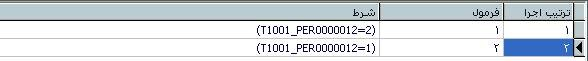 ترتیب اجرا فرمول شرط
۱ ۱ (T1001_PER0000012=2)
۲ ۲ (T1001_PER0000012=1)